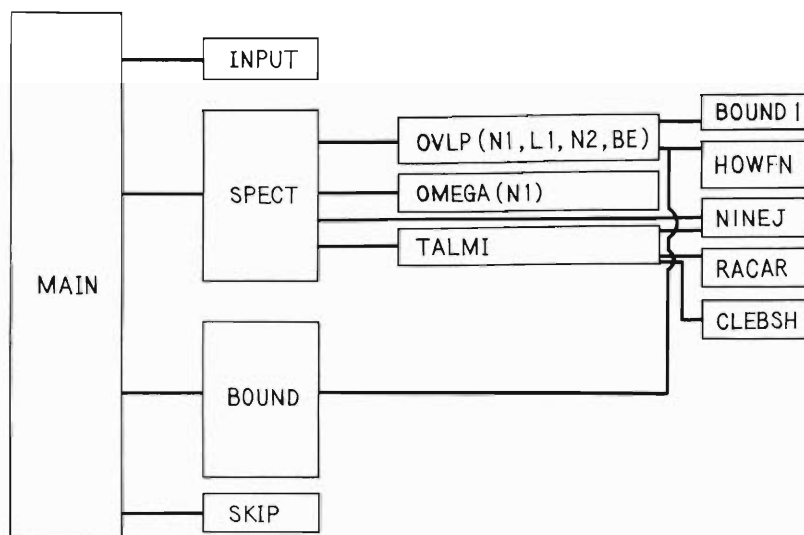 MAIN
INPUT
SPECT
BOUND
SKIP
OVLP(N1,L1,N2,BE)
OMEGA(N1)
TALMI
BOUND1
HOWFN
NINEJ
RACAR
CLEBSH